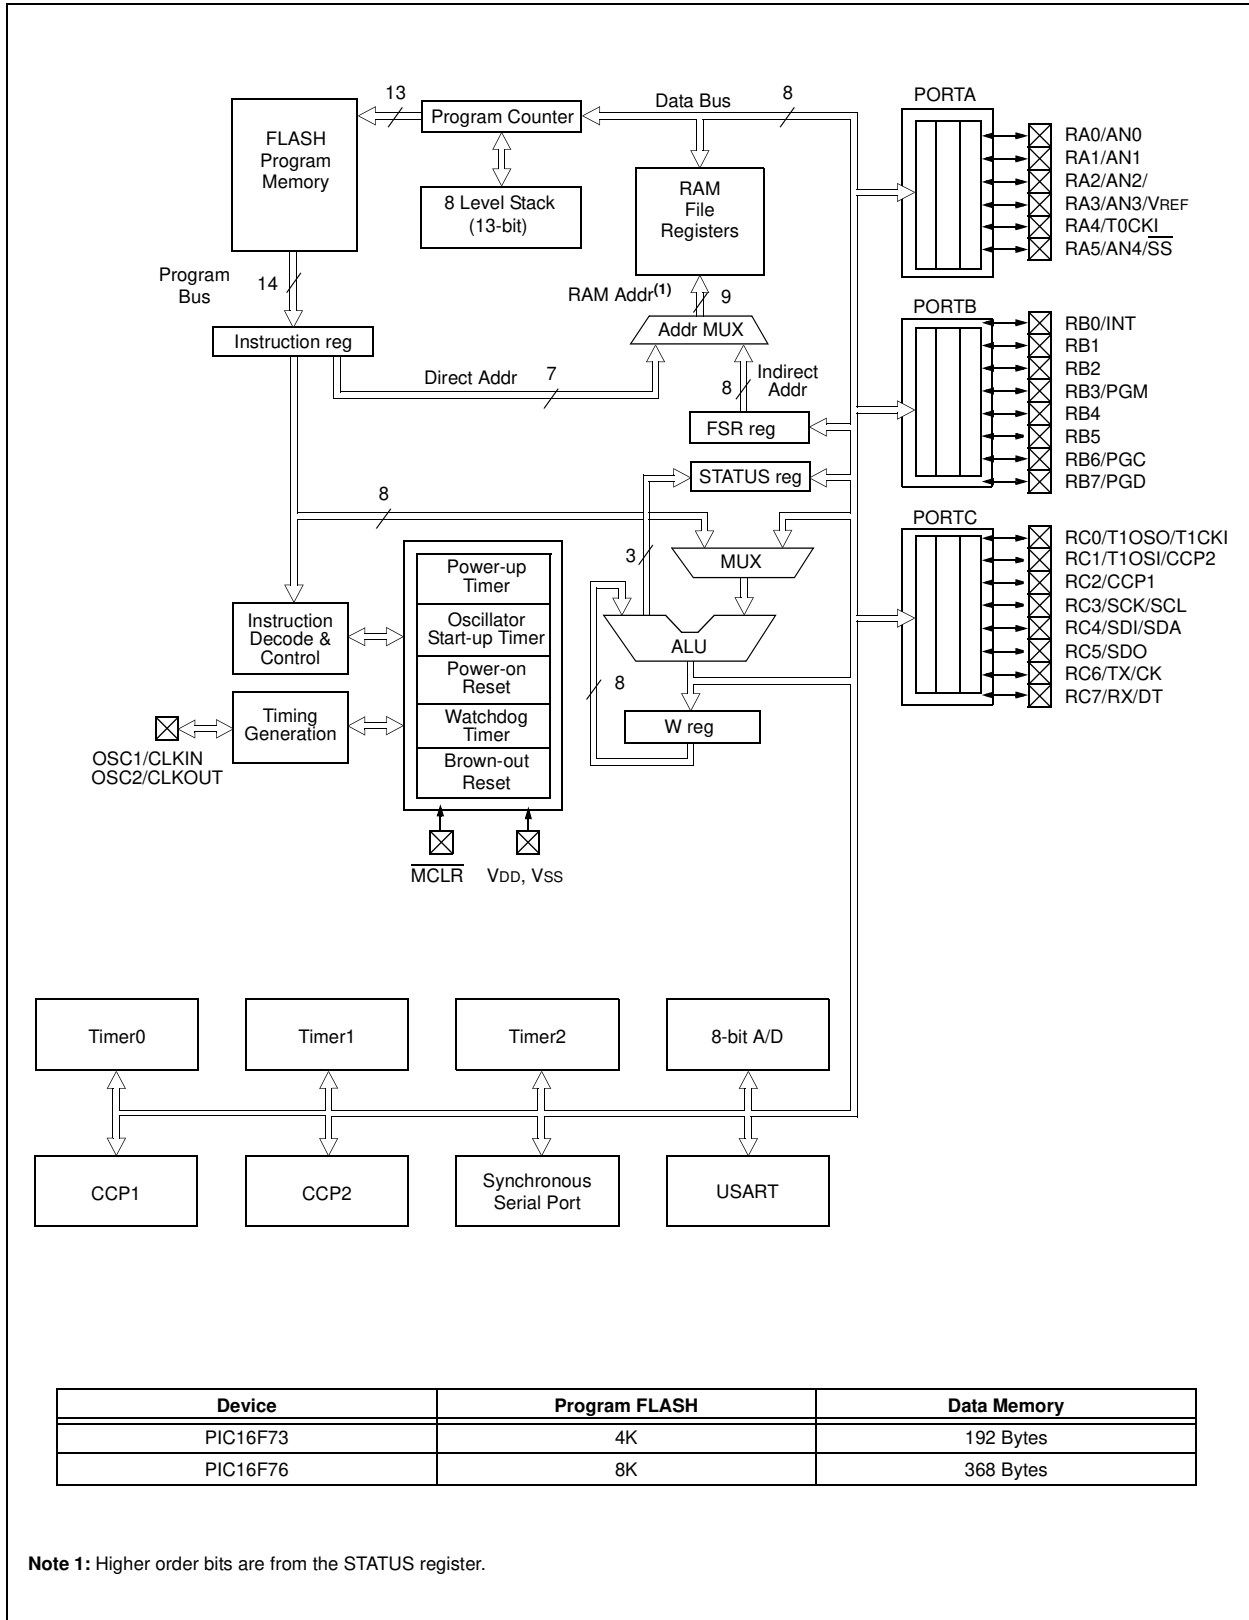 13
Program Counter
Data Bus
8
PORTA
FLASH
Program
Memory
8 Level Stack
(13-bit)
RAM
File
Registers
RA0/AN0
RA1/AN1
RA2/AN2/
RA3/AN3/VREF
RA4/T0CKI
RA5/AN4/SS
Program
Bus
14
RAM Addr(1)
9
Addr MUX
Instruction reg
Direct Addr
7
8
Indirect
Addr
FSR reg
STATUS reg
PORTB
RB0/INT
RB1
RB2
RB3/PGM
RB4
RB5
RB6/PGC
RB7/PGD
8
3
MUX
PORTC
RC0/T1OSO/T1CKI
RC1/T1OSI/CCP2
RC2/CCP1
RC3/SCK/SCL
RC4/SDI/SDA
RC5/SDO
RC6/TX/CK
RC7/RX/DT
Instruction
Decode &
Control
Power-up
Timer
Oscillator
Start-up Timer
Power-on
Reset
Watchdog
Timer
Brown-out
Reset
ALU
8
W reg
Timing
Generation
OSC1/CLKIN
OSC2/CLKOUT
MCLR
VDD, VSS
Timer0
Timer1
Timer2
8-bit A/D
CCP1
CCP2
Synchronous
Serial Port
USART
Device Program FLASH Data Memory
PIC16F73 4K 192 Bytes
PIC16F76 8K 368 Bytes
Note 1: Higher order bits are from the STATUS register.